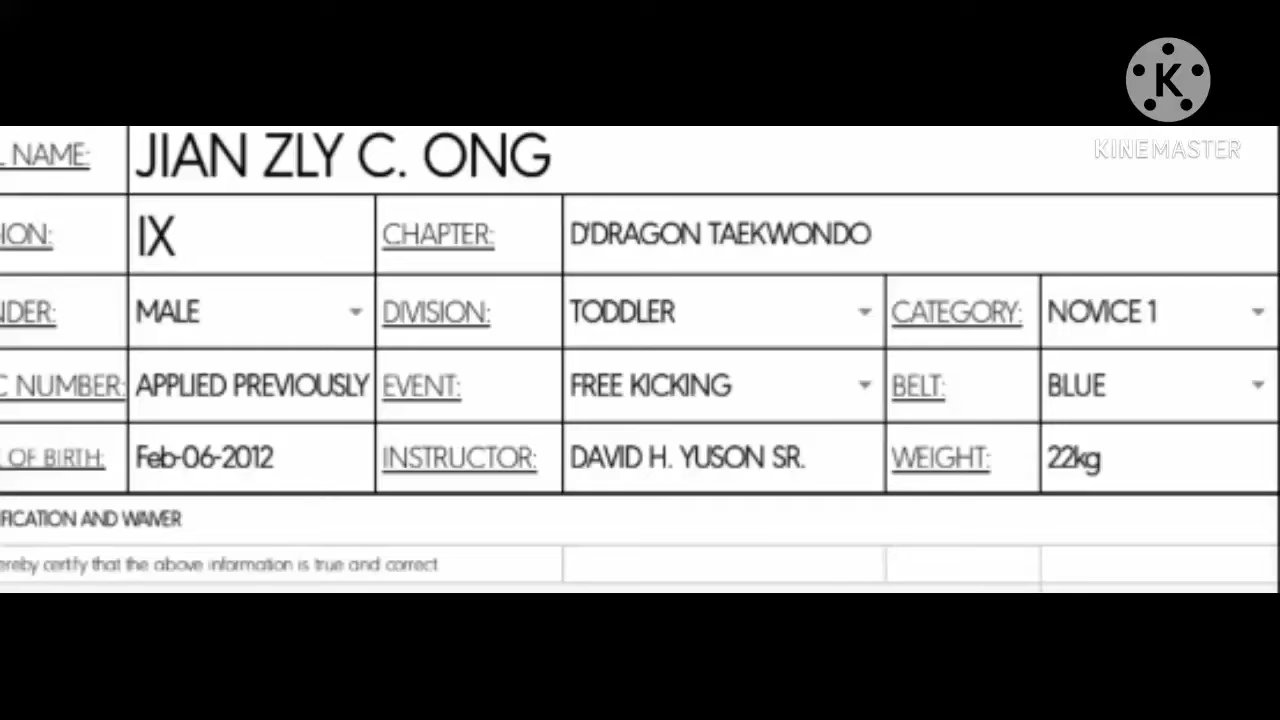 K
KINEMASTER
L NAME: JIAN ZLY C. ONG
ION: IX CHAPTER: D'DRAGON TAEKWONDO
NDER: MALE DIVISION: TODDLER CATEGORY: NOVICE 1
C NUMBER: APPLIED PREVIOUSLY EVENT: FREE KICKING BELT: BLUE
OF BIRTH: Feb-06-2012 INSTRUCTOR: DAVID H. YUSON SR. WEIGHT: 22kg
IFICATION AND WAIVER
ereby certify that the above information is true and correct